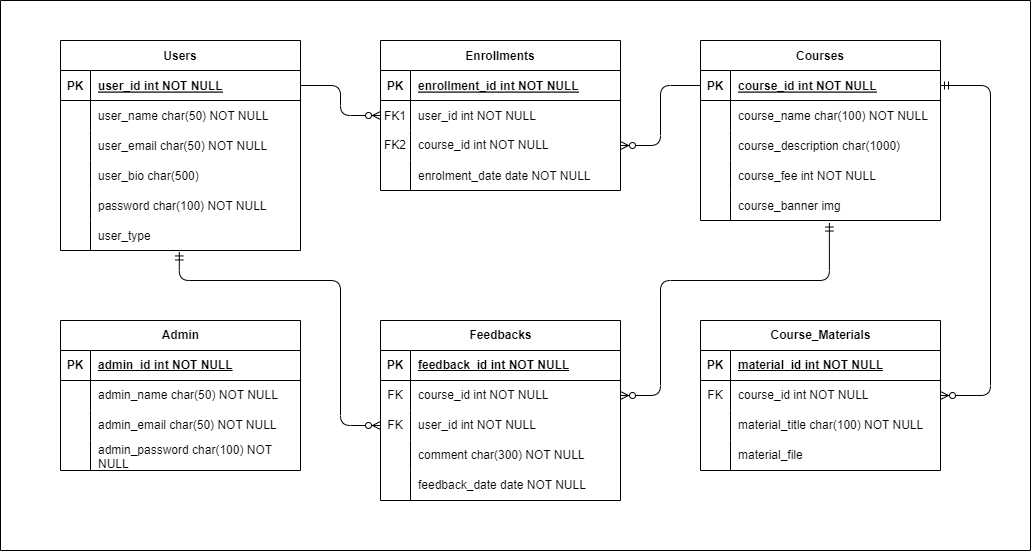 Users
PK user_id int NOT NULL
user_name char(50) NOT NULL
user_email char(50) NOT NULL
user_bio char(500)
password char(100) NOT NULL
user_type
Enrollments
PK enrollment_id int NOT NULL
FK1 user_id int NOT NULL
FK2 course_id int NOT NULL
enrolment_date date NOT NULL
Courses
PK course_id int NOT NULL
course_name char(100) NOT NULL
course_description char(1000)
course_fee int NOT NULL
course_banner img
Admin
PK admin_id int NOT NULL
admin_name char(50) NOT NULL
admin_email char(50) NOT NULL
admin_password char(100) NOT
NULL
Feedbacks
PK feedback_id int NOT NULL
FK course_id int NOT NULL
FK user_id int NOT NULL
comment char(300) NOT NULL
feedback_date date NOT NULL
Course_Materials
PK material_id int NOT NULL
FK course_id int NOT NULL
material_title char(100) NOT NULL
material_file